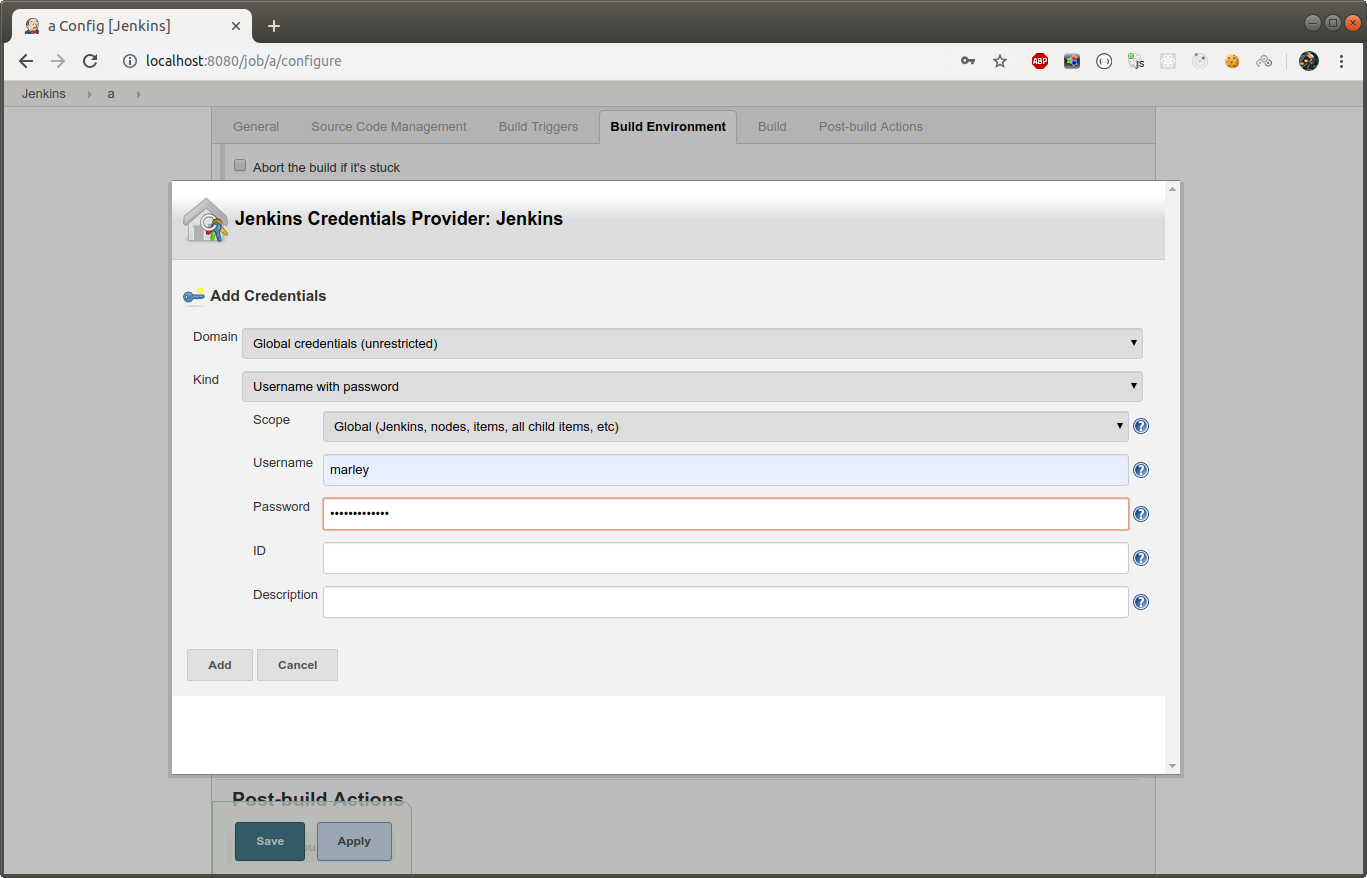 a Config [Jenkins]
localhost:8080/job/a/configure
ABP
JS
Jenkins a
General Source Code Management Build Triggers Build Environment Build Post-build Actions
Abort the build if it's stuck
Jenkins Credentials Provider: Jenkins
Add Credentials
Domain Global credentials (unrestricted)
Kind Username with password
Scope Global (Jenkins, nodes, items, all child items, etc)
Username marley
Password •••••••••••••
ID
Description
Add Cancel
Post-build Actions
Save Apply